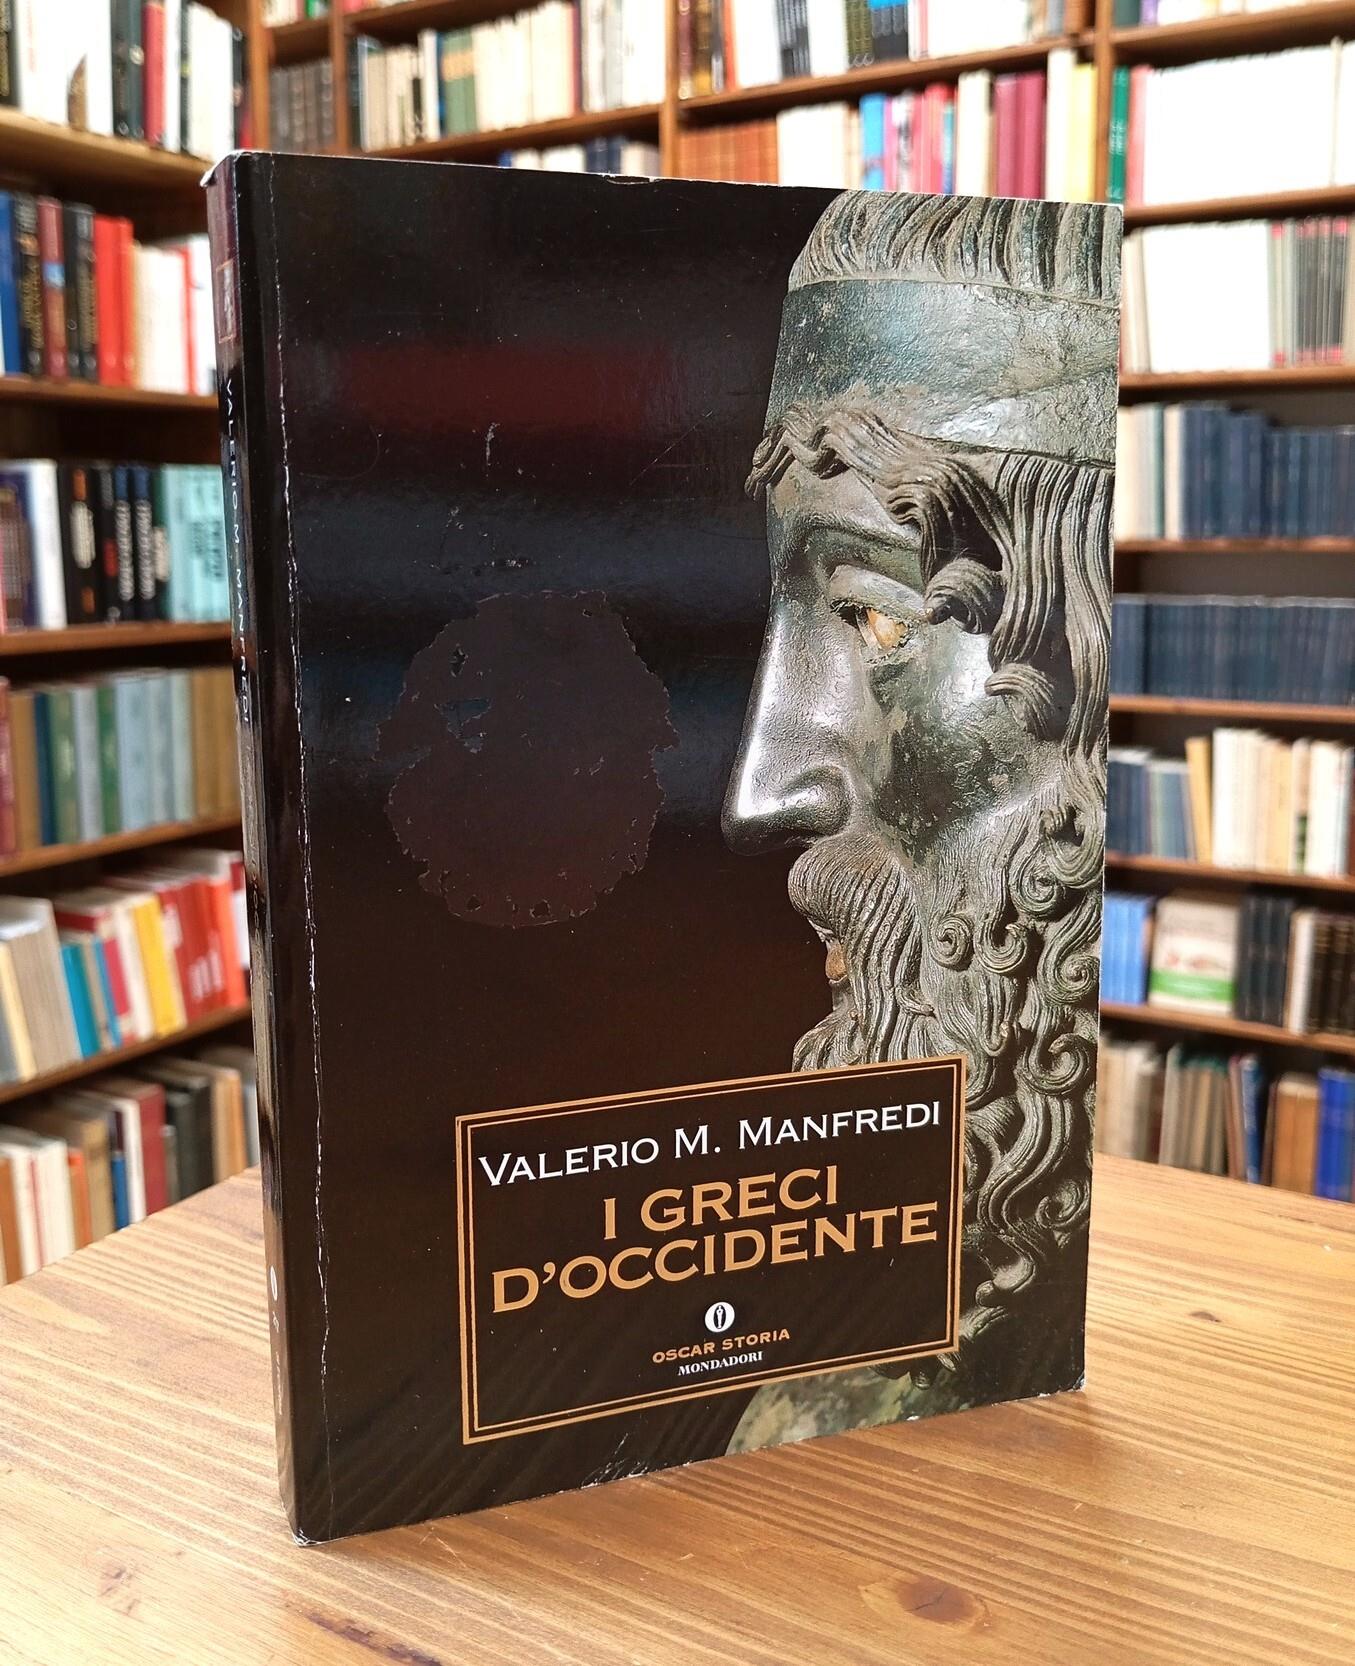 VALERIO M. MANFREDI
VALERIO M. MANFREDI
I GRECI
D'OCCIDENTE
OSCAR STORIA
MONDADORI